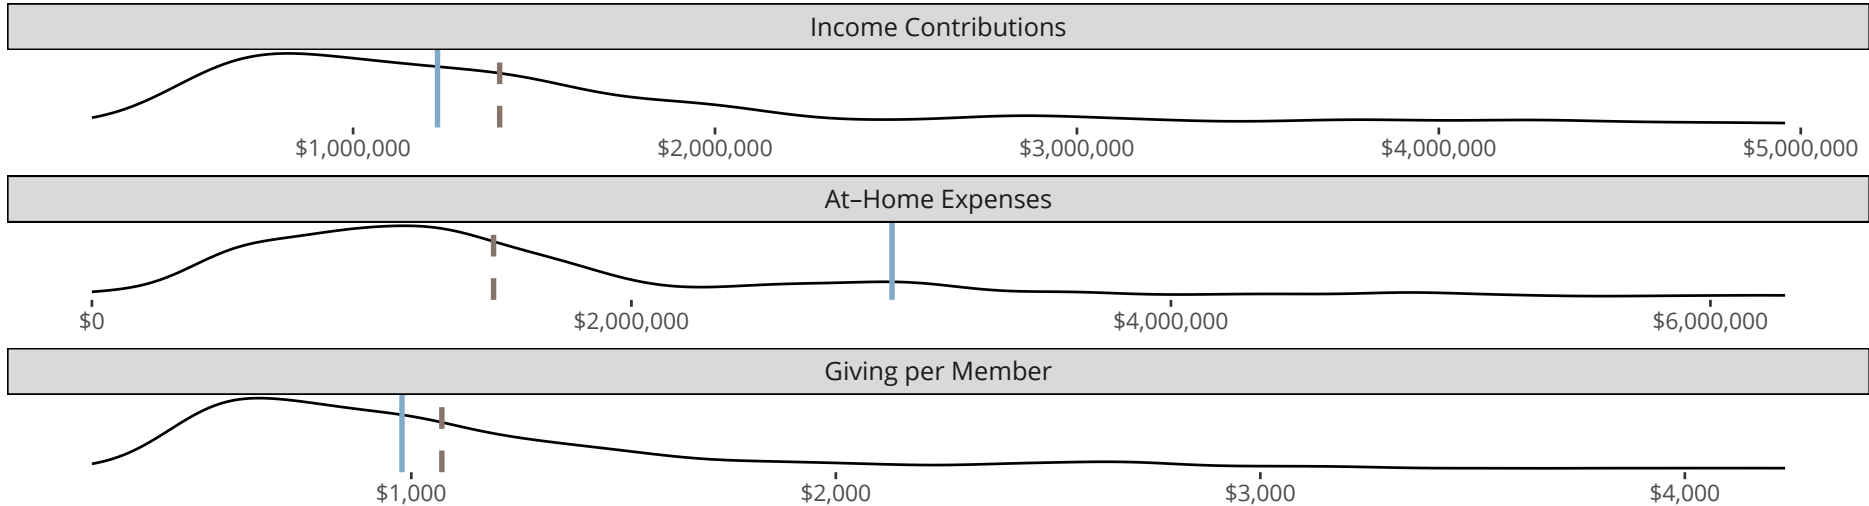 Income Contributions
$1,000,000 $2,000,000 $3,000,000 $4,000,000 $5,000,000
At–Home Expenses
$0 $2,000,000 $4,000,000 $6,000,000
Giving per Member
$1,000 $2,000 $3,000 $4,000